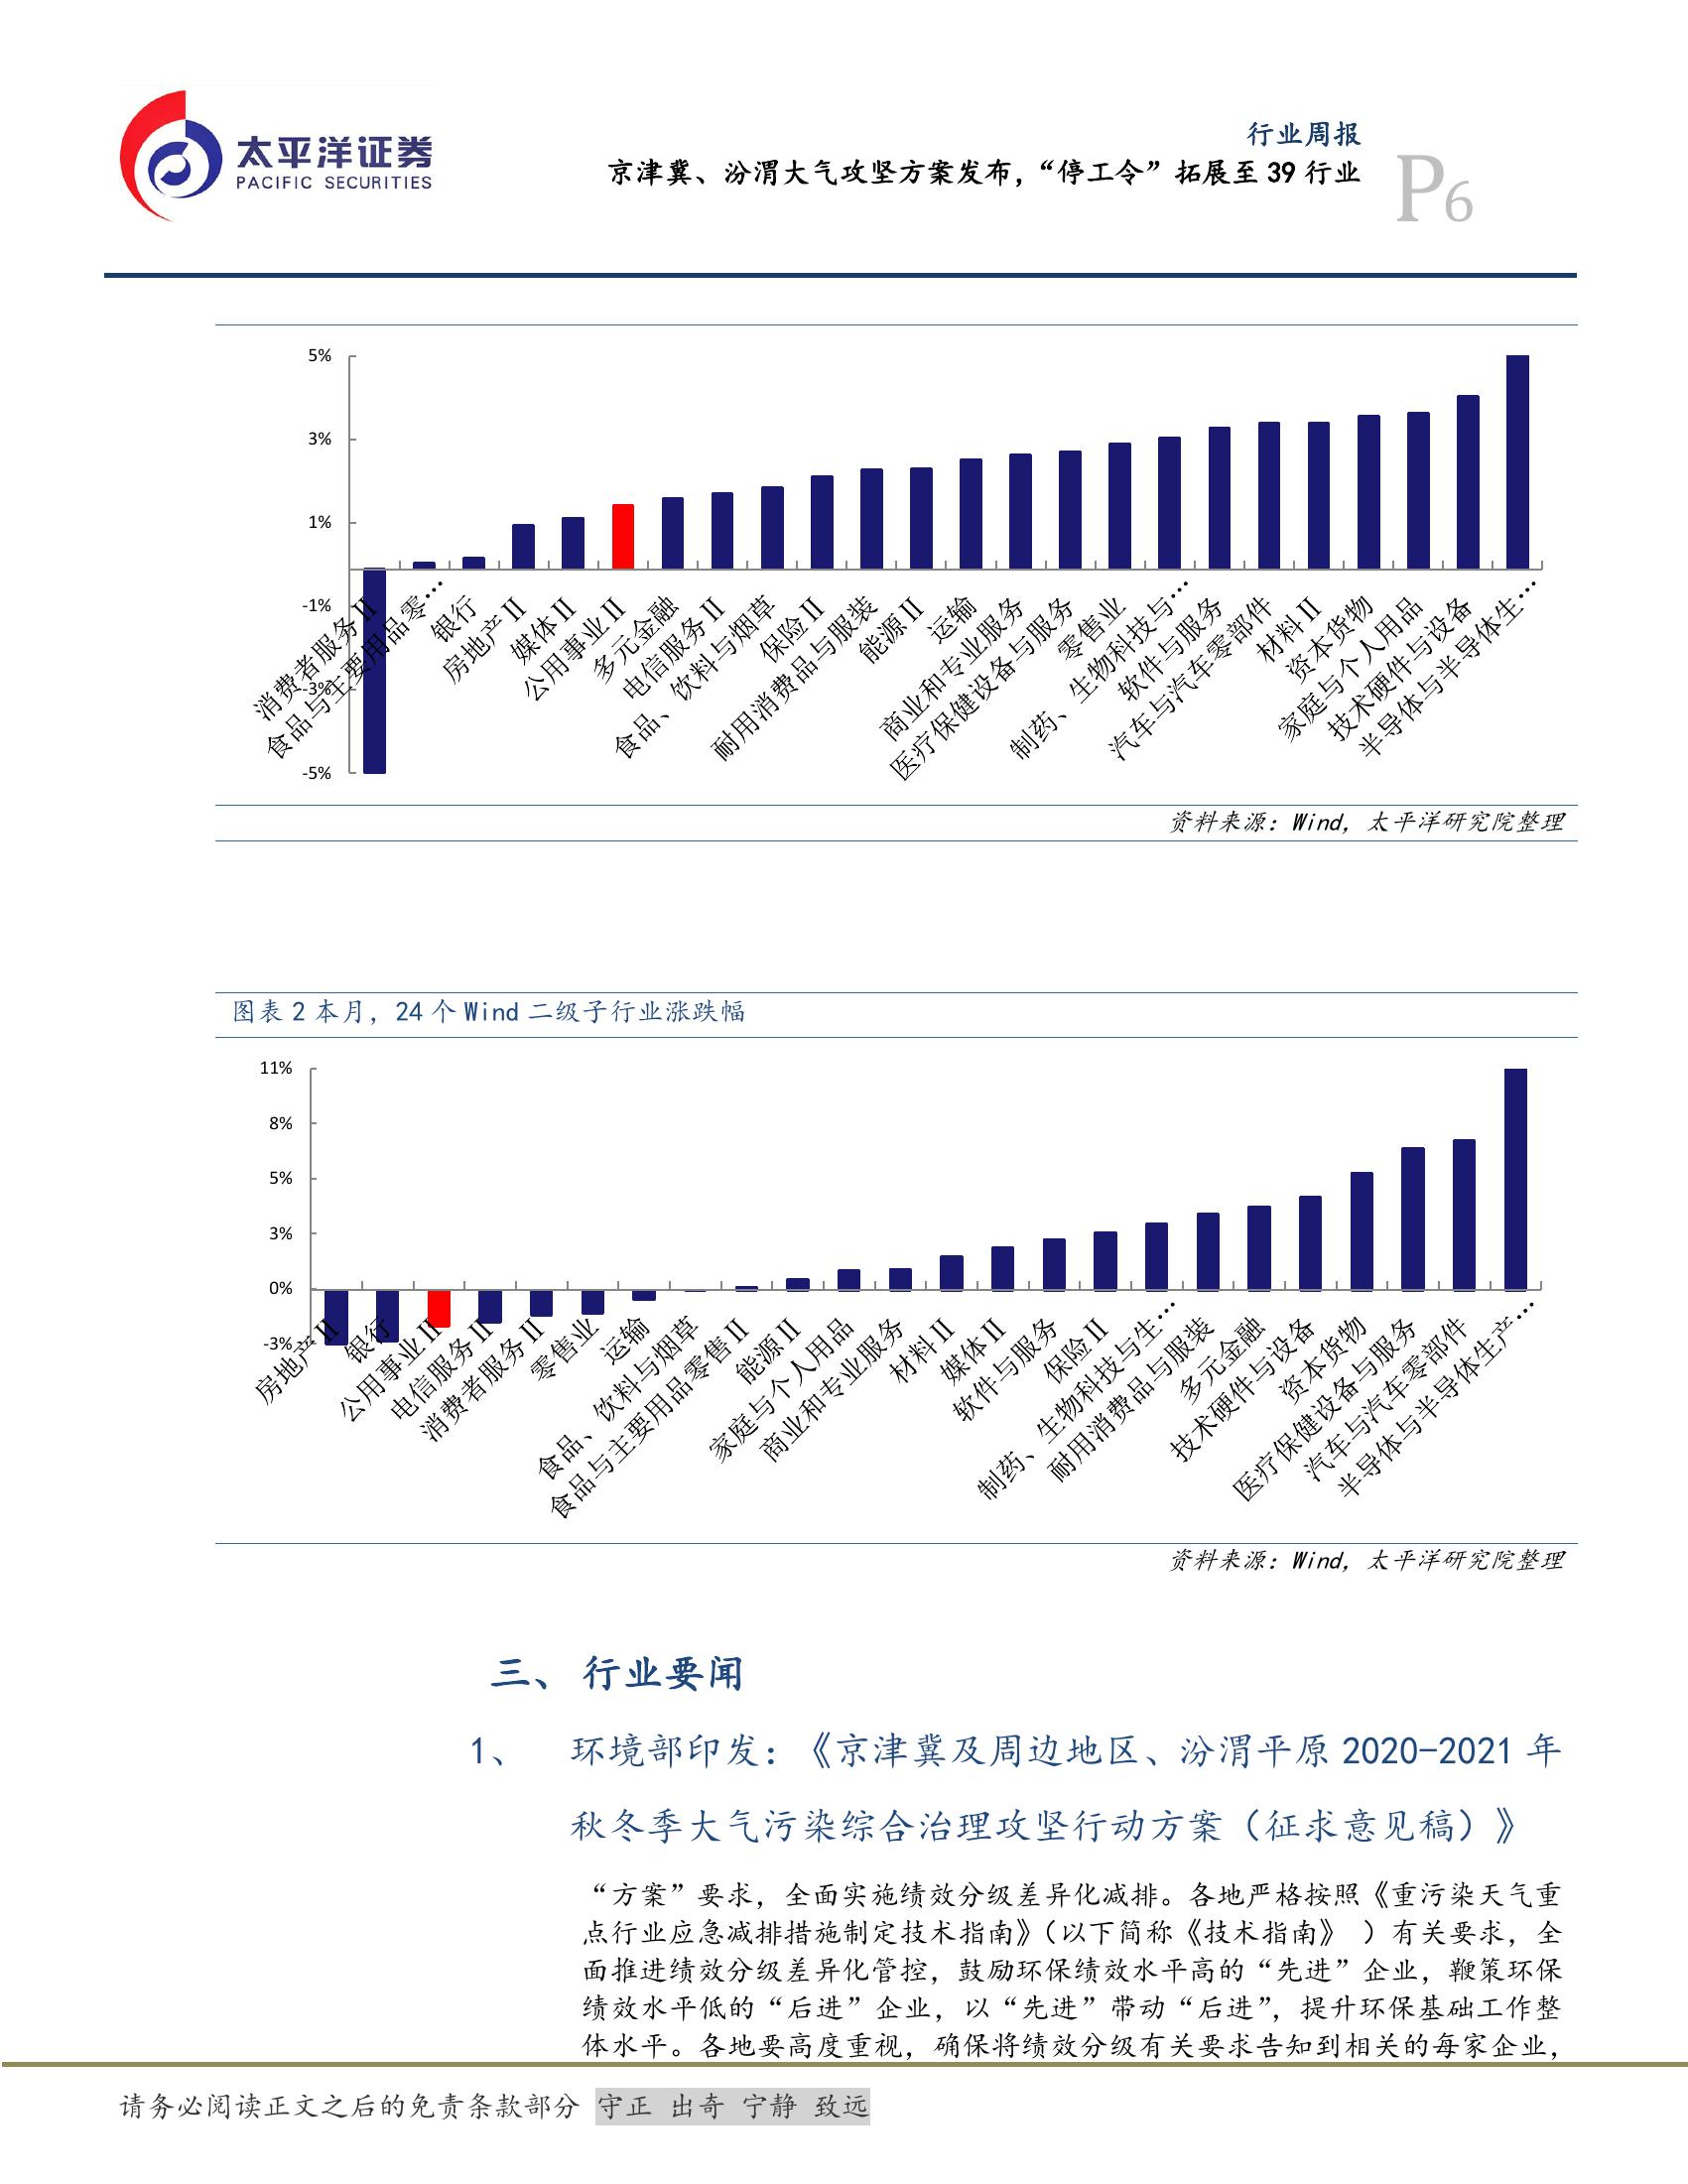 太平洋证券
PACIFIC SECURITIES
行业周报
京津冀、汾渭大气攻坚方案发布，“停工令”拓展至 39 行业
P6
5%
3%
1%
-1%
-3%
-5%
消费者服务Ⅱ
食品与主要用品零…
银行
房地产Ⅱ
媒体Ⅱ
公用事业Ⅱ
多元金融
电信服务Ⅱ
食品、饮料与烟草
保险Ⅱ
耐用消费品与服装
能源Ⅱ
运输
商业和专业服务
医疗保健设备与服务
零售业
制药、生物科技与…
软件与服务
汽车与汽车零部件
材料Ⅱ
资本货物
家庭与个人用品
技术硬件与设备
半导体与半导体生…
资料来源：Wind，太平洋研究院整理
图表 2 本月，24 个 Wind 二级子行业涨跌幅
11%
8%
5%
3%
0%
-3%
房地产Ⅱ
银行
公用事业Ⅱ
电信服务Ⅱ
消费者服务Ⅱ
零售业
运输
食品、饮料与烟草
食品与主要用品零售Ⅱ
能源Ⅱ
家庭与个人用品
商业和专业服务
材料Ⅱ
媒体Ⅱ
软件与服务
保险Ⅱ
制药、生物科技与生…
耐用消费品与服装
多元金融
技术硬件与设备
资本货物
医疗保健设备与服务
汽车与汽车零部件
半导体与半导体生产…
资料来源：Wind，太平洋研究院整理
三、 行业要闻
1、 环境部印发：《京津冀及周边地区、汾渭平原 2020-2021 年
秋冬季大气污染综合治理攻坚行动方案（征求意见稿）》
“方案”要求，全面实施绩效分级差异化减排。各地严格按照《重污染天气重
点行业应急减排措施制定技术指南》（以下简称《技术指南》 ）有关要求，全
面推进绩效分级差异化管控，鼓励环保绩效水平高的“先进”企业，鞭策环保
绩效水平低的“后进”企业，以“先进”带动“后进”，提升环保基础工作整
体水平。各地要高度重视，确保将绩效分级有关要求告知到相关的每家企业，
请务必阅读正文之后的免责条款部分 守正 出奇 宁静 致远